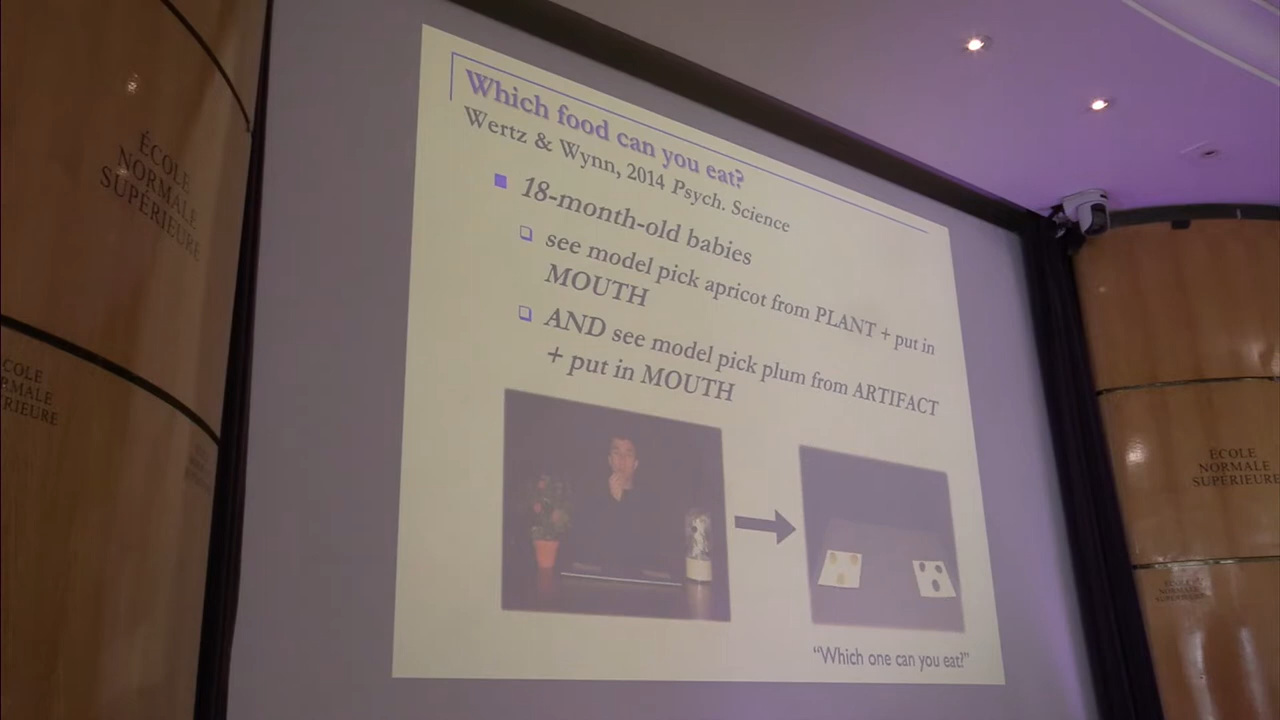 ÉCOLE
NORMALE
SUPÉRIEURE
Which food can you eat?
Wertz & Wynn, 2014 Psych. Science
18-month-old babies
see model pick apricot from PLANT + put in
MOUTH
AND see model pick plum from ARTIFACT
+ put in MOUTH
"Which one can you eat?"
ÉCOLE
NORMALE
SUPÉRIEURE